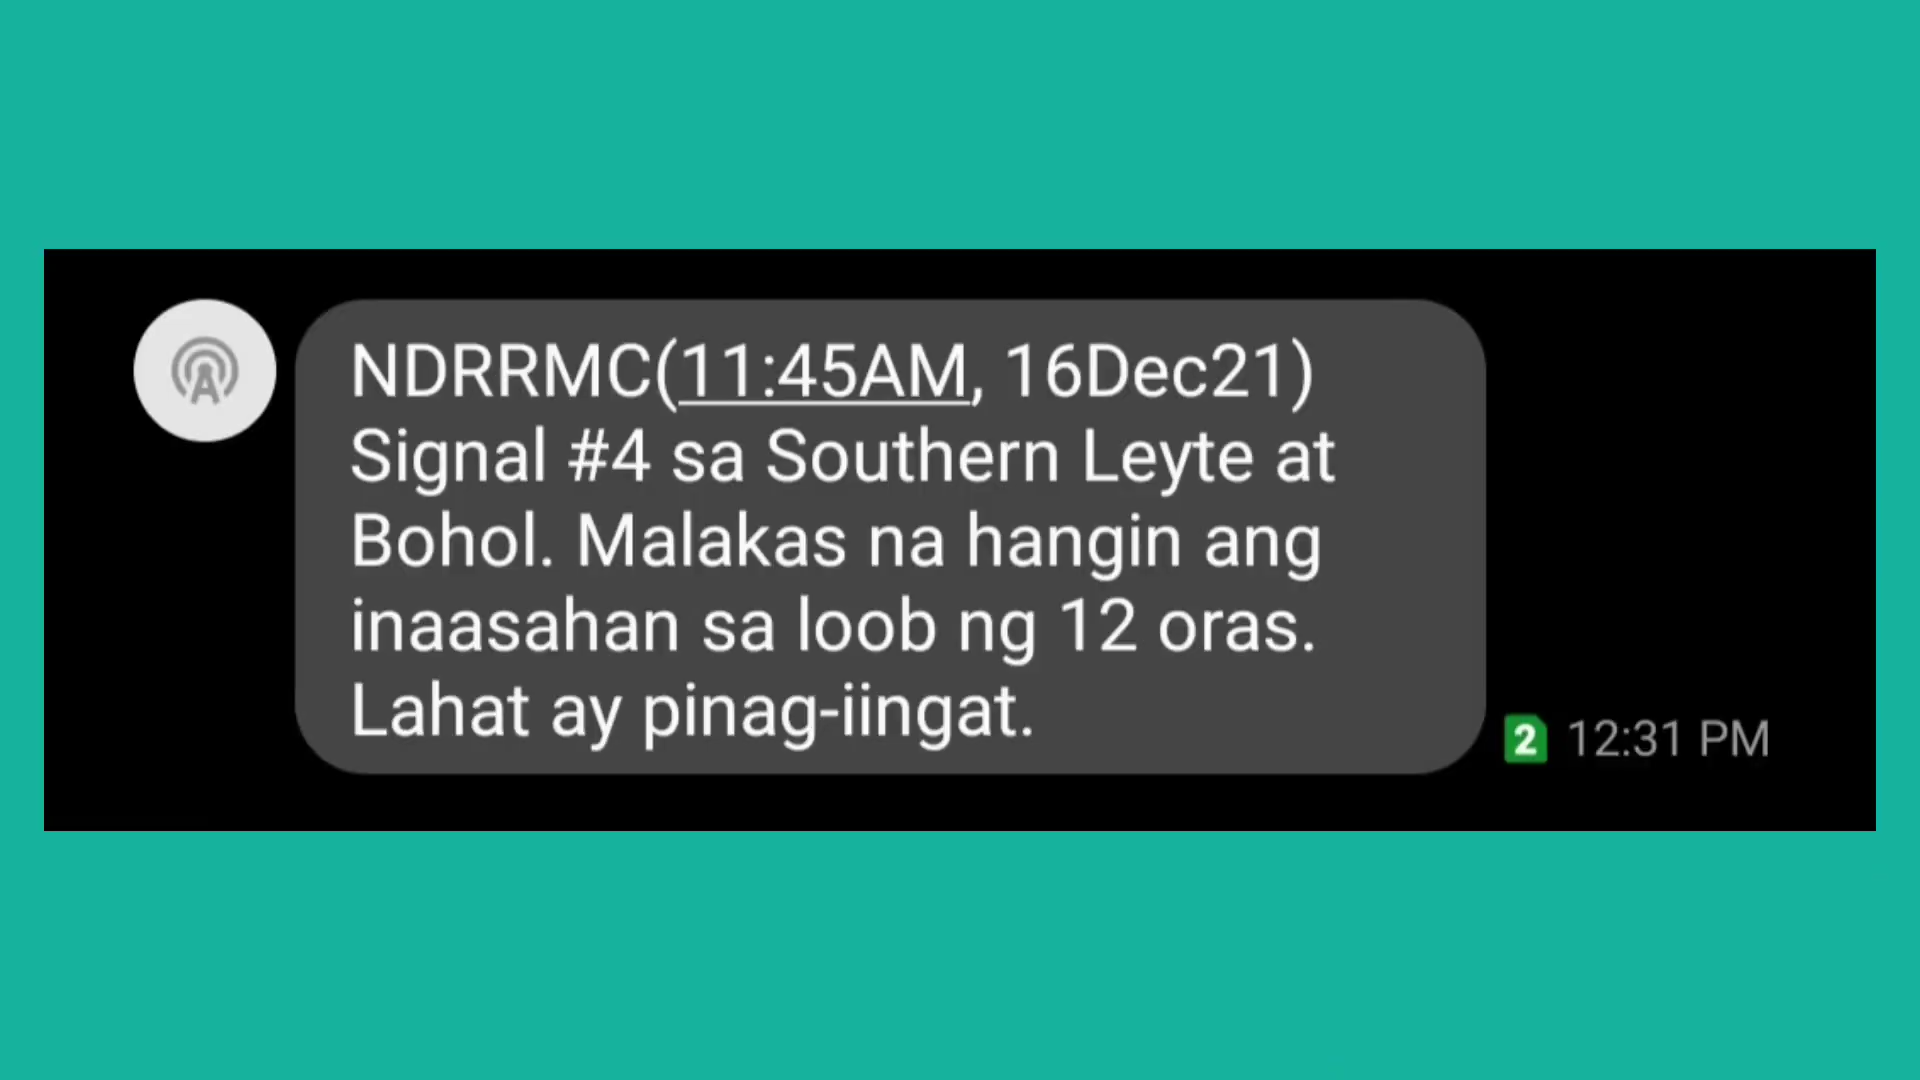 NDRRMC(11:45AM, 16Dec21)
Signal #4 sa Southern Leyte at
Bohol. Malakas na hangin ang
inaasahan sa loob ng 12 oras.
Lahat ay pinag-iingat.
2 12:31 PM